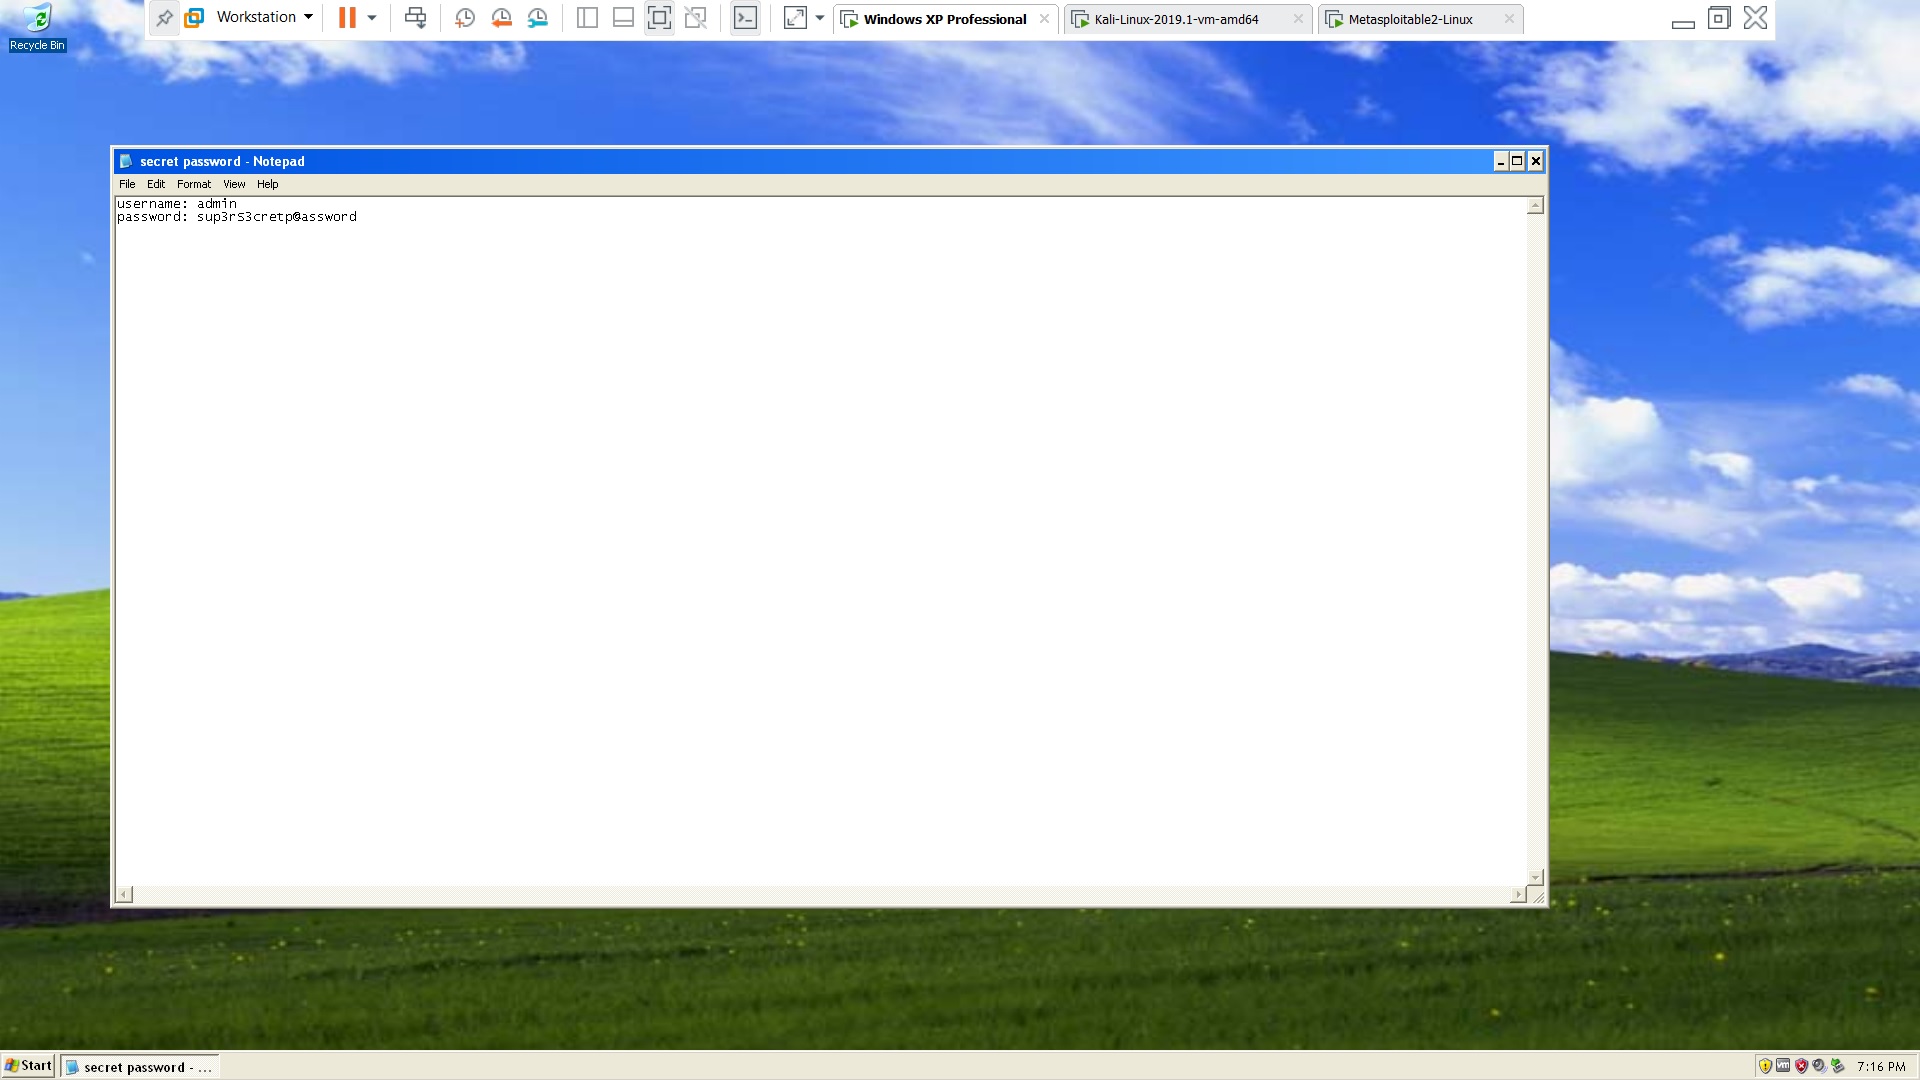 Workstation
Windows XP Professional
Kali-Linux-2019.1-vm-amd64
Metasploitable2-Linux
Recycle Bin
secret password - Notepad
File Edit Format View Help
username: admin
password: sup3rS3cretp@assword
Start
secret password - ...
vm
7:16 PM